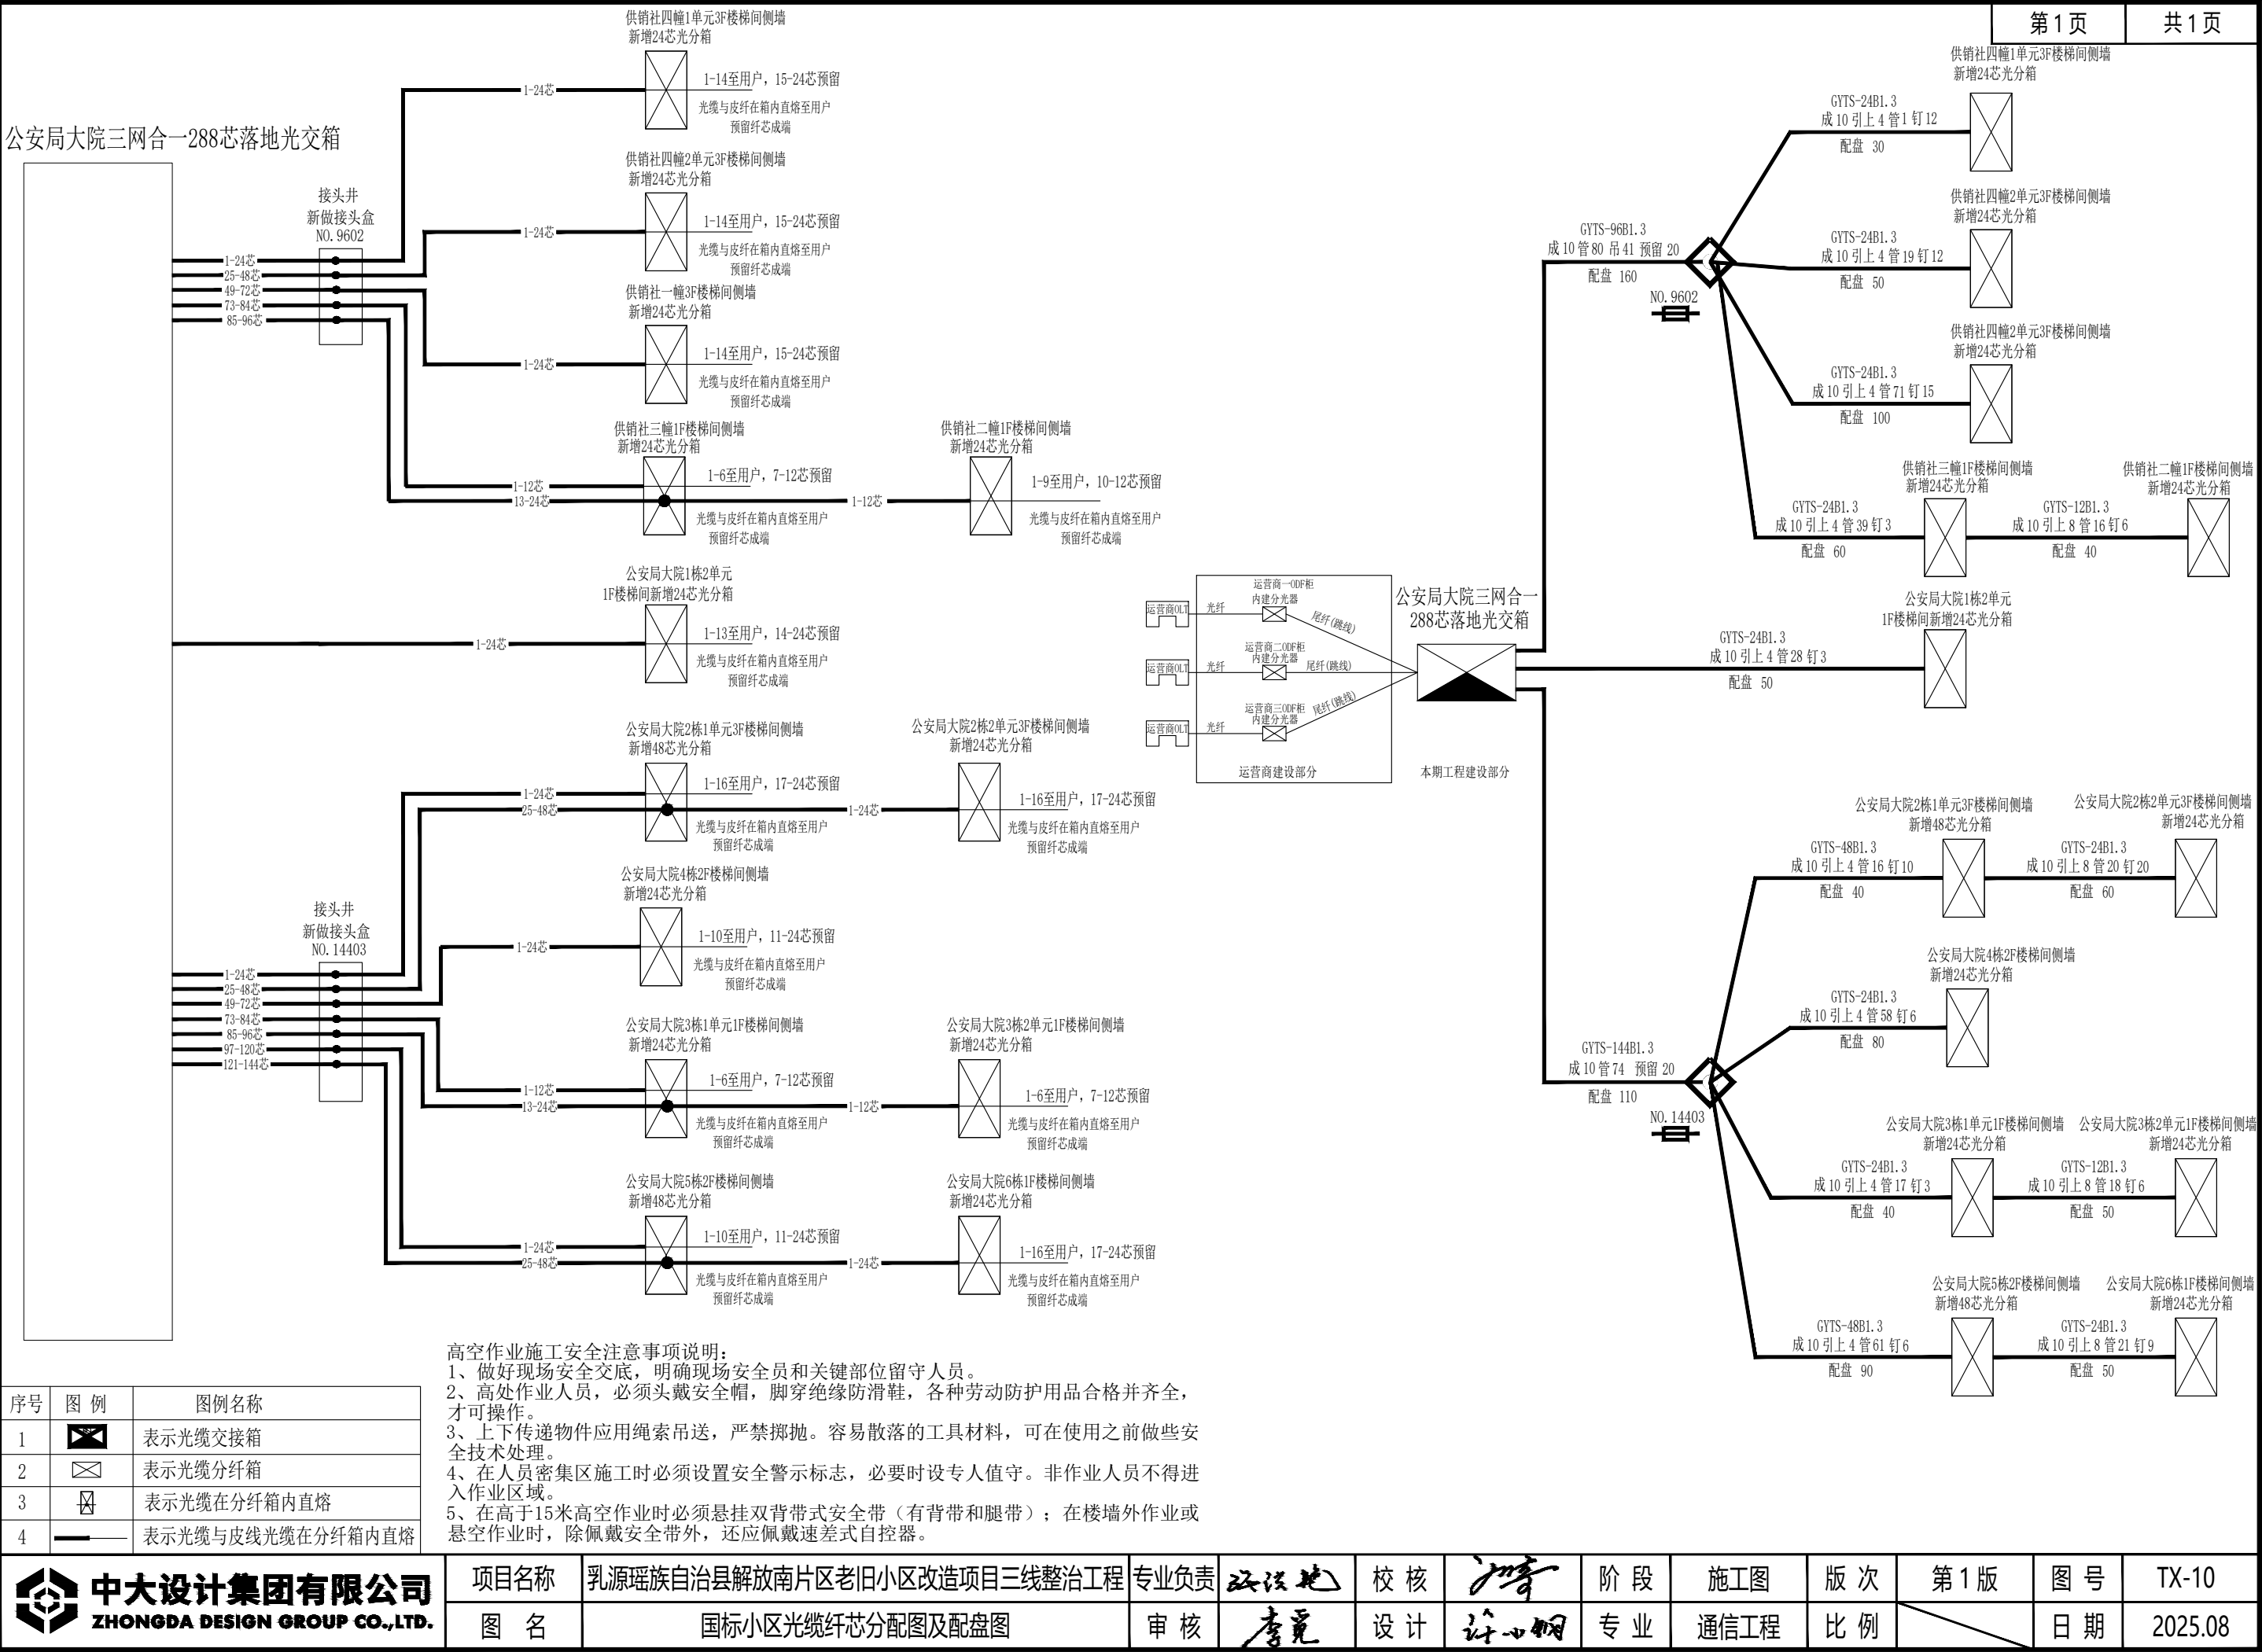 第 1 页
共 1 页
供销社四幢1单元3F楼梯间侧墙
新增24芯光分箱
1-24芯
1-14至用户，15-24芯预留
光缆与皮纤在箱内直熔至用户
预留纤芯成端
公安局大院三网合一288芯落地光交箱
供销社四幢2单元3F楼梯间侧墙
新增24芯光分箱
1-24芯
1-14至用户，15-24芯预留
光缆与皮纤在箱内直熔至用户
预留纤芯成端
接头井
新做接头盒
NO.9602
1-24芯
25-48芯
49-72芯
73-84芯
85-96芯
供销社一幢3F楼梯间侧墙
新增24芯光分箱
1-24芯
1-14至用户，15-24芯预留
光缆与皮纤在箱内直熔至用户
预留纤芯成端
供销社三幢1F楼梯间侧墙
新增24芯光分箱
1-12芯
13-24芯
1-6至用户，7-12芯预留
光缆与皮纤在箱内直熔至用户
预留纤芯成端
供销社二幢1F楼梯间侧墙
新增24芯光分箱
1-12芯
1-9至用户，10-12芯预留
光缆与皮纤在箱内直熔至用户
预留纤芯成端
公安局大院1栋2单元
1F楼梯间新增24芯光分箱
1-24芯
1-13至用户，14-24芯预留
光缆与皮纤在箱内直熔至用户
预留纤芯成端
公安局大院2栋1单元3F楼梯间侧墙
新增48芯光分箱
1-24芯
25-48芯
1-16至用户，17-24芯预留
光缆与皮纤在箱内直熔至用户
预留纤芯成端
公安局大院2栋2单元3F楼梯间侧墙
新增24芯光分箱
1-24芯
1-16至用户，17-24芯预留
光缆与皮纤在箱内直熔至用户
预留纤芯成端
公安局大院4栋2F楼梯间侧墙
新增24芯光分箱
1-24芯
1-10至用户，11-24芯预留
光缆与皮纤在箱内直熔至用户
预留纤芯成端
接头井
新做接头盒
NO.14403
1-24芯
25-48芯
49-72芯
73-84芯
85-96芯
97-120芯
121-144芯
公安局大院3栋1单元1F楼梯间侧墙
新增24芯光分箱
1-12芯
13-24芯
1-6至用户，7-12芯预留
光缆与皮纤在箱内直熔至用户
预留纤芯成端
公安局大院3栋2单元1F楼梯间侧墙
新增24芯光分箱
1-12芯
1-6至用户，7-12芯预留
光缆与皮纤在箱内直熔至用户
预留纤芯成端
公安局大院5栋2F楼梯间侧墙
新增48芯光分箱
1-24芯
25-48芯
1-10至用户，11-24芯预留
光缆与皮纤在箱内直熔至用户
预留纤芯成端
公安局大院6栋1F楼梯间侧墙
新增24芯光分箱
1-24芯
1-16至用户，17-24芯预留
光缆与皮纤在箱内直熔至用户
预留纤芯成端
运营商OLT
光纤
运营商一ODF柜
内建分光器
尾纤(跳线)
运营商OLT
光纤
运营商二ODF柜
内建分光器
尾纤(跳线)
运营商OLT
光纤
运营商三ODF柜
内建分光器
尾纤(跳线)
运营商建设部分
公安局大院三网合一
288芯落地光交箱
本期工程建设部分
GYTS-96B1.3
成 10 管 80 吊 41 预留 20
配盘 160
NO.9602
供销社四幢1单元3F楼梯间侧墙
新增24芯光分箱
GYTS-24B1.3
成 10 引上 4 管 1 钉 12
配盘 30
供销社四幢2单元3F楼梯间侧墙
新增24芯光分箱
GYTS-24B1.3
成 10 引上 4 管 19 钉 12
配盘 50
供销社四幢2单元3F楼梯间侧墙
新增24芯光分箱
GYTS-24B1.3
成 10 引上 4 管 71 钉 15
配盘 100
供销社三幢1F楼梯间侧墙
新增24芯光分箱
GYTS-24B1.3
成 10 引上 4 管 39 钉 3
配盘 60
供销社二幢1F楼梯间侧墙
新增24芯光分箱
GYTS-12B1.3
成 10 引上 8 管 16 钉 6
配盘 40
公安局大院1栋2单元
1F楼梯间新增24芯光分箱
GYTS-24B1.3
成 10 引上 4 管 28 钉 3
配盘 50
GYTS-144B1.3
成 10 管 74 预留 20
配盘 110
NO.14403
公安局大院2栋1单元3F楼梯间侧墙
新增48芯光分箱
GYTS-48B1.3
成 10 引上 4 管 16 钉 10
配盘 40
公安局大院2栋2单元3F楼梯间侧墙
新增24芯光分箱
GYTS-24B1.3
成 10 引上 8 管 20 钉 20
配盘 60
公安局大院4栋2F楼梯间侧墙
新增24芯光分箱
GYTS-24B1.3
成 10 引上 4 管 58 钉 6
配盘 80
公安局大院3栋1单元1F楼梯间侧墙
新增24芯光分箱
GYTS-24B1.3
成 10 引上 4 管 17 钉 3
配盘 40
公安局大院3栋2单元1F楼梯间侧墙
新增24芯光分箱
GYTS-12B1.3
成 10 引上 8 管 18 钉 6
配盘 50
公安局大院5栋2F楼梯间侧墙
新增48芯光分箱
GYTS-48B1.3
成 10 引上 4 管 61 钉 6
配盘 90
公安局大院6栋1F楼梯间侧墙
新增24芯光分箱
GYTS-24B1.3
成 10 引上 8 管 21 钉 9
配盘 50
高空作业施工安全注意事项说明：
1、做好现场安全交底，明确现场安全员和关键部位留守人员。
2、高处作业人员，必须头戴安全帽，脚穿绝缘防滑鞋，各种劳动防护用品合格并齐全，
才可操作。
3、上下传递物件应用绳索吊送，严禁掷抛。容易散落的工具材料，可在使用之前做些安
全技术处理。
4、在人员密集区施工时必须设置安全警示标志，必要时设专人值守。非作业人员不得进
入作业区域。
5、在高于15米高空作业时必须悬挂双背带式安全带（有背带和腿带）；在楼墙外作业或
悬空作业时，除佩戴安全带外，还应佩戴速差式自控器。
序号 图 例 图例名称
1 表示光缆交接箱
2 表示光缆分纤箱
3 表示光缆在分纤箱内直熔
4 表示光缆与皮线光缆在分纤箱内直熔
中大设计集团有限公司
ZHONGDA DESIGN GROUP CO.,LTD.
项目名称 乳源瑶族自治县解放南片区老旧小区改造项目三线整治工程 专业负责 校 核 阶 段 施工图 版 次 第 1 版 图 号 TX-10
图 名 国标小区光缆纤芯分配图及配盘图 审 核 设 计 专 业 通信工程 比 例 日 期 2025.08